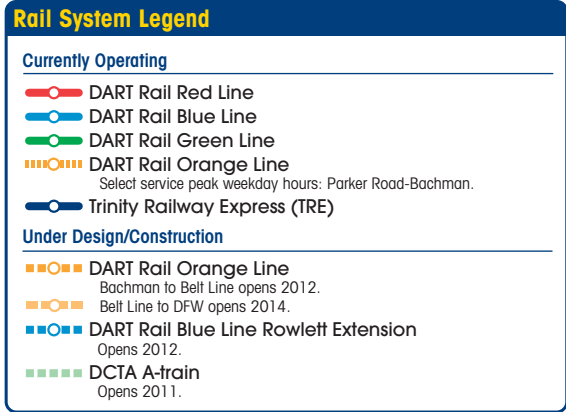 Rail System Legend
Currently Operating
DART Rail Red Line
DART Rail Blue Line
DART Rail Green Line
DART Rail Orange Line
Select service peak weekday hours: Parker Road-Bachman.
Trinity Railway Express (TRE)
Under Design/Construction
DART Rail Orange Line
Bachman to Belt Line opens 2012.
Belt Line to DFW opens 2014.
DART Rail Blue Line Rowlett Extension
Opens 2012.
DCTA A-train
Opens 2011.